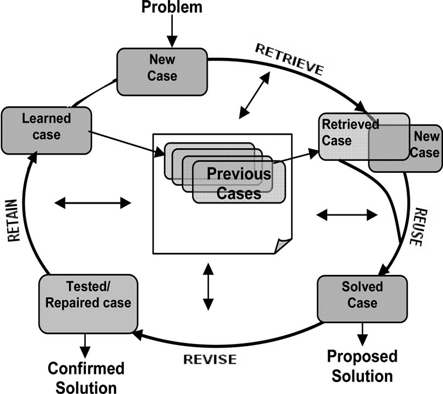 Problem
New
Case
RETRIEVE
Learned
case
Retrieved
Case
New
Case
Previous
Cases
REUSE
RETAIN
Tested/
Repaired case
Solved
Case
REVISE
Confirmed
Solution
Proposed
Solution